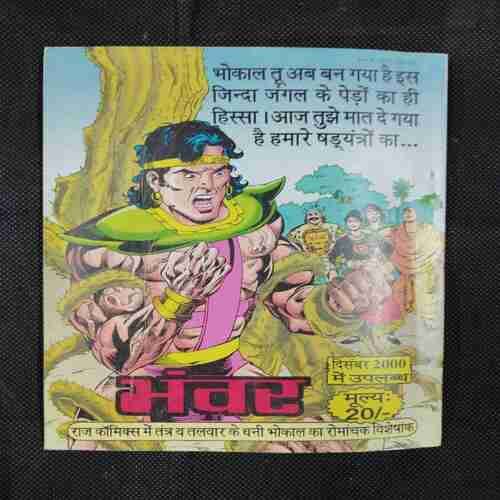 भोकाल तू अब बन गया है इस
जिन्दा जंगल के पेड़ों का ही
हिस्सा। आज तुझे मात दे गया
है हमारे षड्यंत्रों का...
भंवर
दिसंबर 2000
में उपलब्ध
मूल्य:
20/-
राज कॉमिक्स में तंत्र व तलवार के धनी भोकाल का रोमांचक विशेषांक